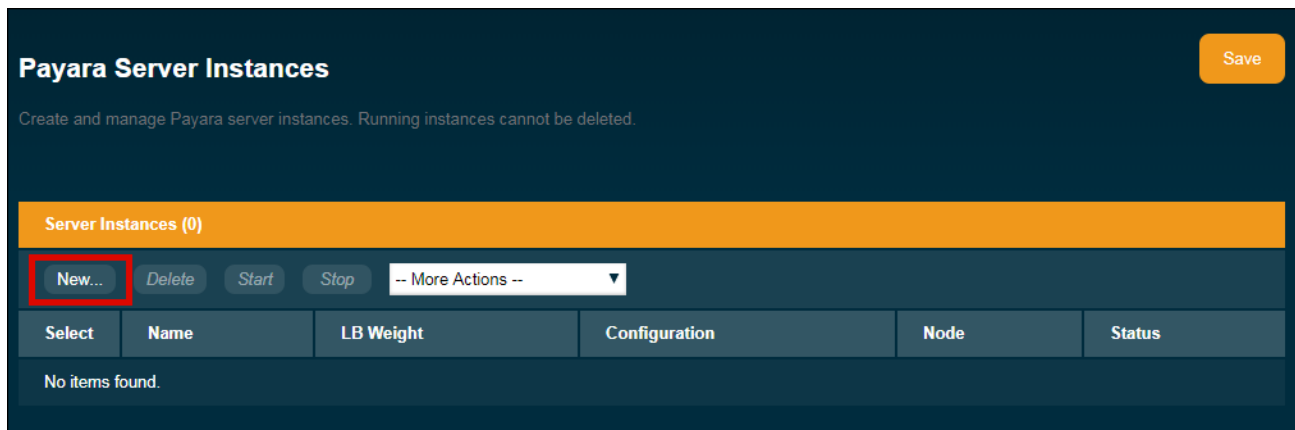 Save
Payara Server Instances
Create and manage Payara server instances. Running instances cannot be deleted.
Server Instances (0)
New... Delete Start Stop -- More Actions --
Select Name LB Weight Configuration Node Status
No items found.